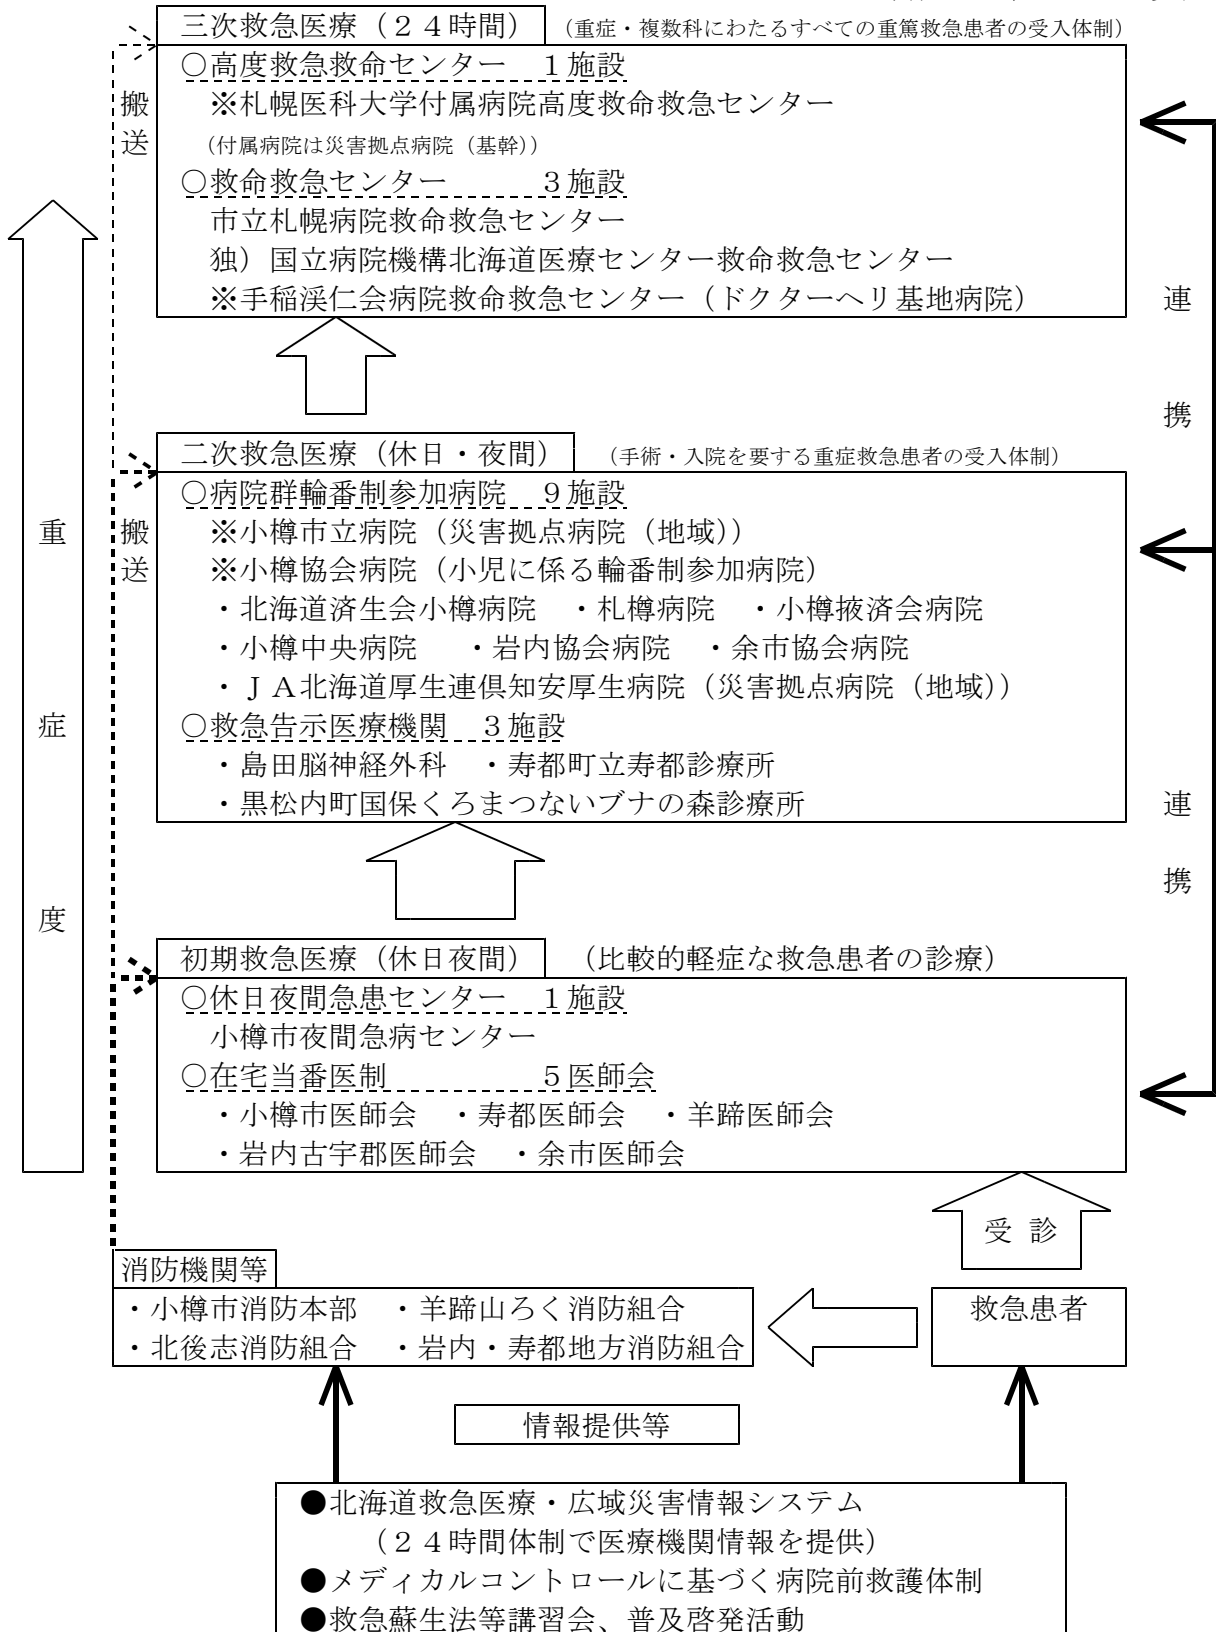 三次救急医療（２４時間）　（重症・複数科にわたるすべての重篤救急患者の受入体制）
○高度救急救命センター　１施設
※札幌医科大学付属病院高度救命救急センター
（付属病院は災害拠点病院（基幹））
○救命救急センター　　　３施設
市立札幌病院救命救急センター
独）国立病院機構北海道医療センター救命救急センター
※手稲渓仁会病院救命救急センター（ドクターヘリ基地病院）
搬送
連携
二次救急医療（休日・夜間）　（手術・入院を要する重症救急患者の受入体制）
○病院群輪番制参加病院　９施設
※小樽市立病院（災害拠点病院（地域））
※小樽協会病院（小児に係る輪番制参加病院）
・北海道済生会小樽病院　・札樽病院　・小樽掖済会病院
・小樽中央病院　・岩内協会病院　・余市協会病院
・ＪＡ北海道厚生連倶知安厚生病院（災害拠点病院（地域））
○救急告示医療機関　３施設
・島田脳神経外科　・寿都町立寿都診療所
・黒松内町国保くろまつないブナの森診療所
搬送
重症度
連携
初期救急医療（休日夜間）　（比較的軽症な救急患者の診療）
○休日夜間急患センター　１施設
小樽市夜間急病センター
○在宅当番医制　　　　　５医師会
・小樽市医師会　・寿都医師会　・羊蹄医師会
・岩内古宇郡医師会　・余市医師会
受診
消防機関等
・小樽市消防本部　・羊蹄山ろく消防組合
・北後志消防組合　・岩内・寿都地方消防組合
救急患者
情報提供等
●北海道救急医療・広域災害情報システム
（２４時間体制で医療機関情報を提供）
●メディカルコントロールに基づく病院前救護体制
●救急蘇生法等講習会、普及啓発活動